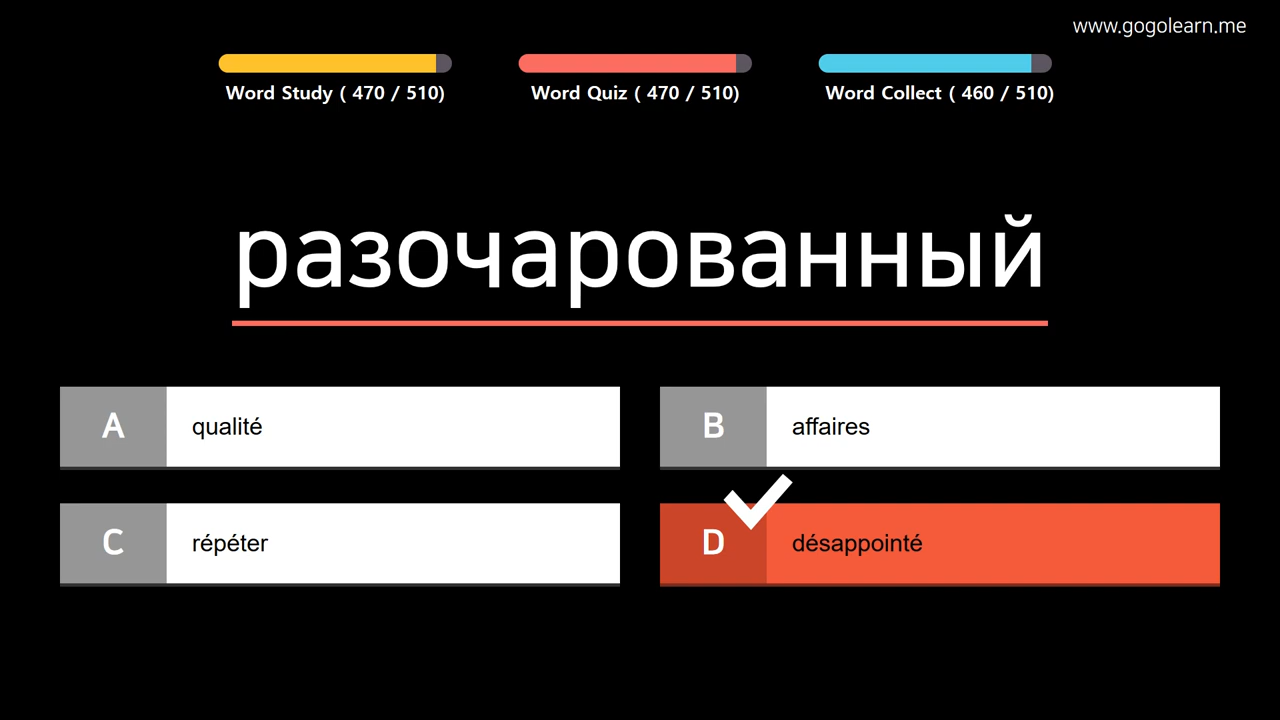 www.gogolearn.me
Word Study ( 470 / 510)
Word Quiz ( 470 / 510)
Word Collect ( 460 / 510)
разочарованный
A
qualité
B
affaires
C
répéter
D
désappointé